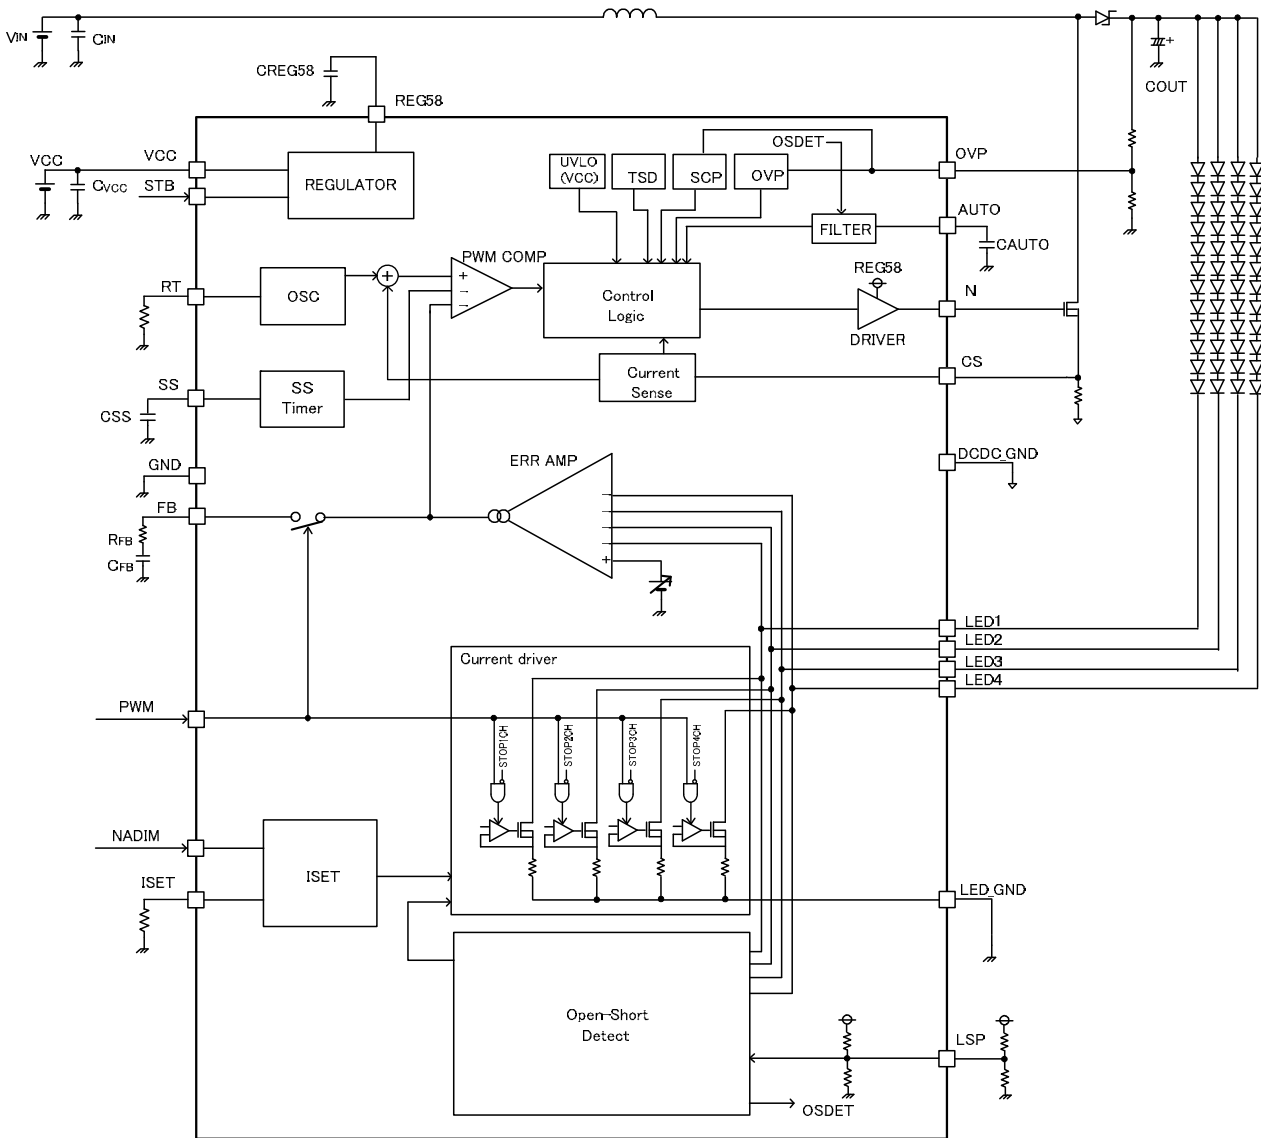 VIN
CIN
COUT
CREG58
REG58
VCC
VCC
CVCC
STB
REGULATOR
UVLO
(VCC)
TSD
SCP
OVP
OSDET
OVP
AUTO
FILTER
CAUTO
PWM COMP
+
+
−
−
RT
OSC
Control
Logic
REG58
N
DRIVER
CS
SS
SS
Timer
CSS
Current
Sense
GND
DCDC_GND
ERR AMP
−
−
−
−
+
FB
RFB
CFB
LED1
LED2
LED3
LED4
Current driver
PWM
STOP1CH
STOP2CH
STOP3CH
STOP4CH
NADIM
ISET
ISET
LED_GND
Open-Short
Detect
LSP
OSDET
+